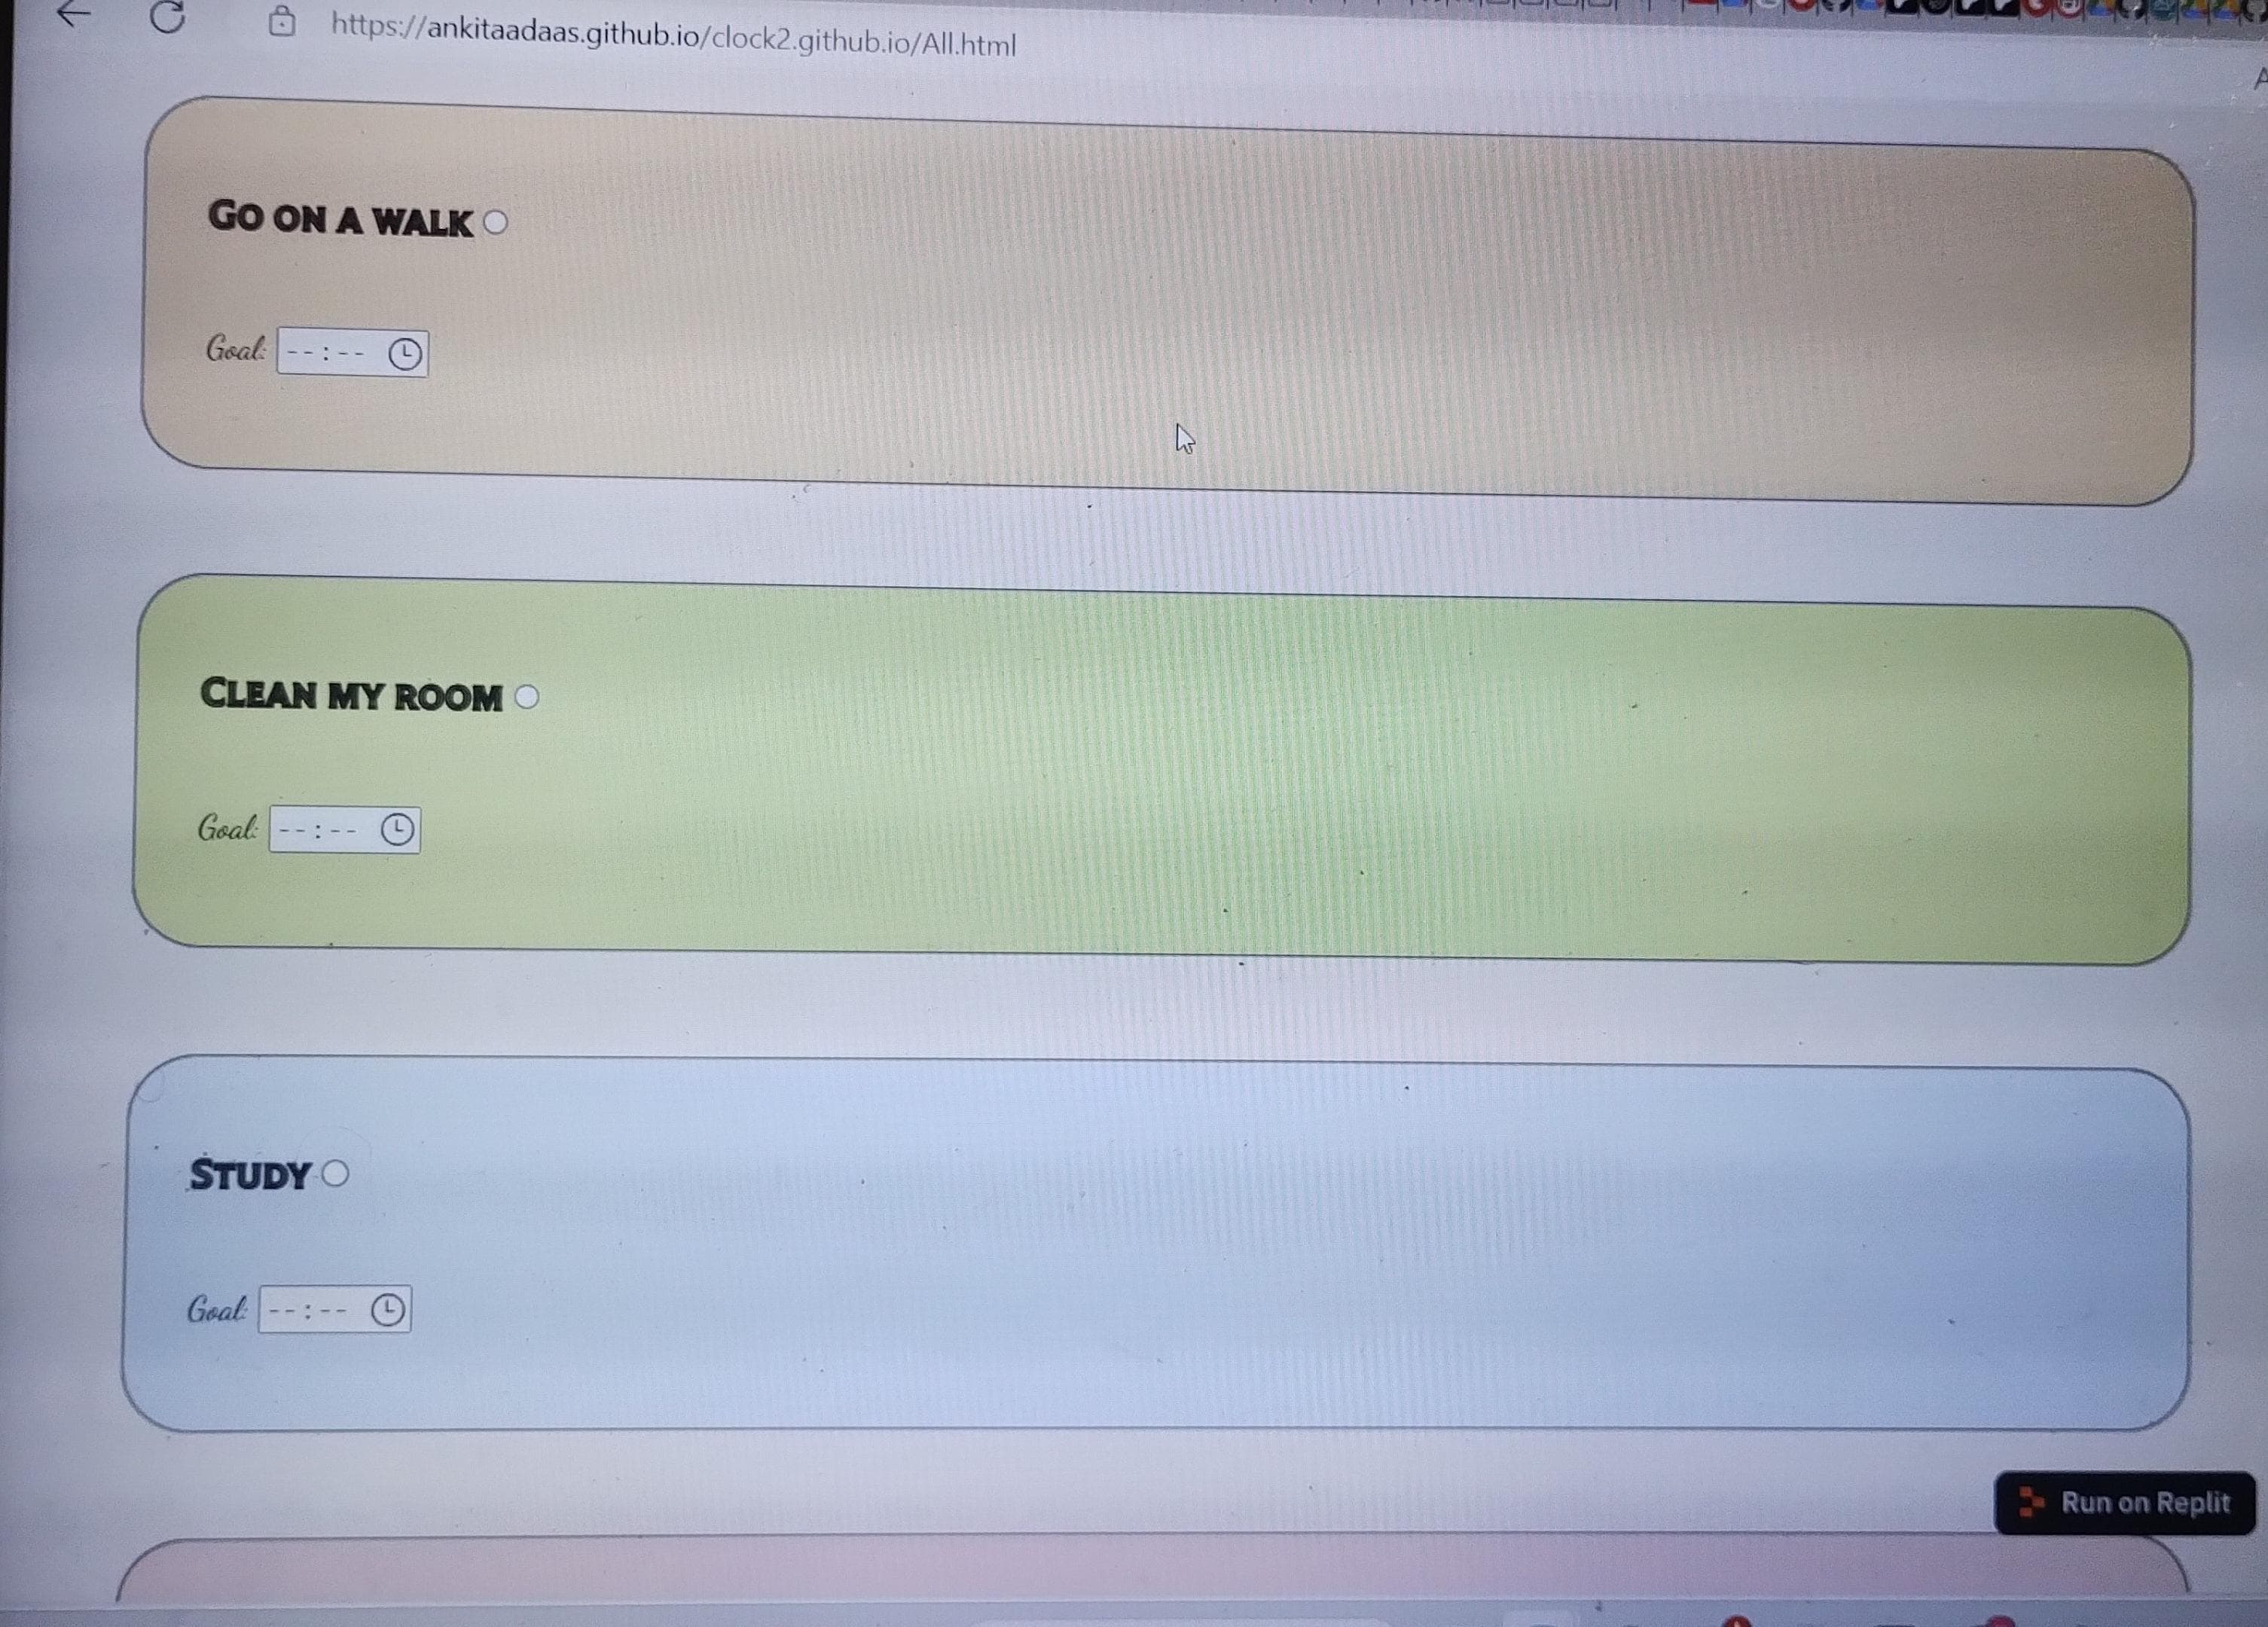 https://ankitaadaas.github.io/clock2.github.io/All.html
Go on a walk
Goal: --:--
Clean my room
Goal: --:--
Study
Goal: --:--
Run on Replit